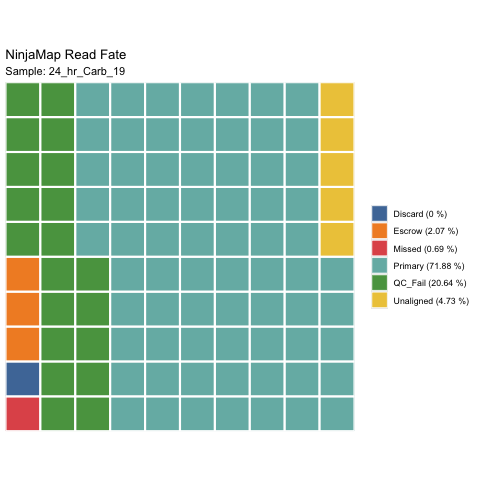 NinjaMap Read Fate
Sample: 24_hr_Carb_19
Discard (0 %)
Escrow (2.07 %)
Missed (0.69 %)
Primary (71.88 %)
QC_Fail (20.64 %)
Unaligned (4.73 %)